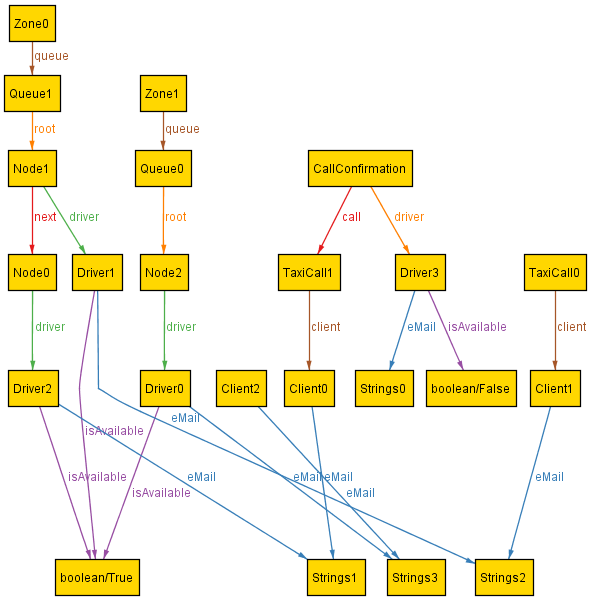 Zone0
queue
Queue1
Zone1
root
queue
Node1
Queue0
CallConfirmation
next
driver
root
call
driver
Node0
Driver1
Node2
TaxiCall1
Driver3
TaxiCall0
driver
driver
client
eMail
isAvailable
client
Driver2
Driver0
Client2
Client0
Strings0
boolean/False
Client1
isAvailable
isAvailable
isAvailable
eMail
eMail
eMail
eMail
eMail
boolean/True
Strings1
Strings3
Strings2